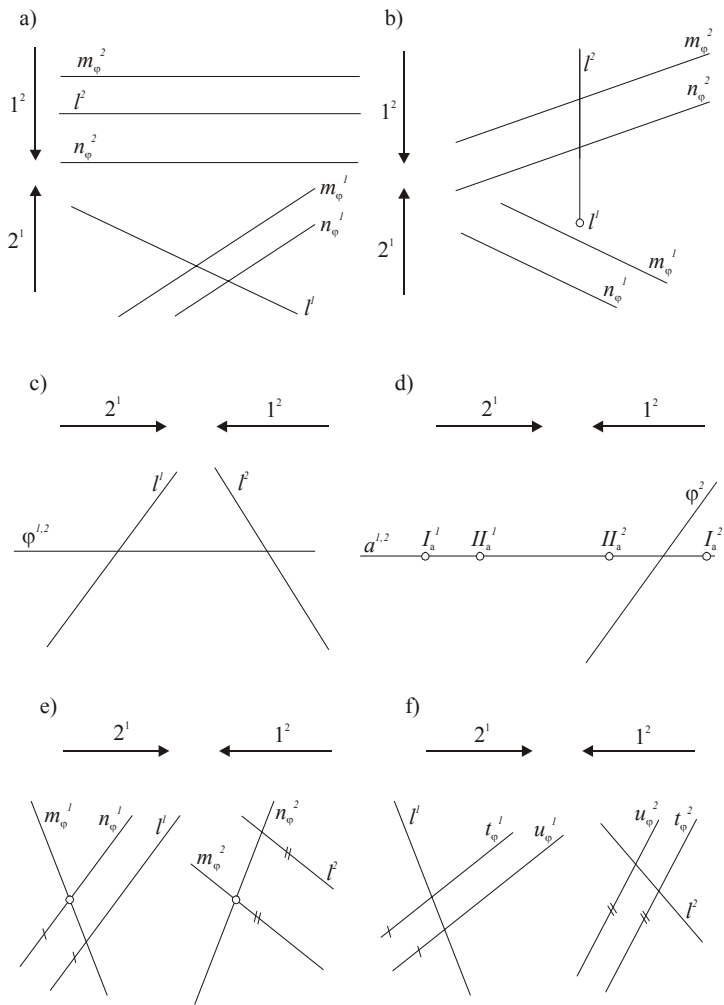 a)
m_φ^2
l^2
n_φ^2
1^2
2^1
m_φ^1
n_φ^1
l^1
b)
m_φ^2
l^2
n_φ^2
1^2
2^1
l^1
m_φ^1
n_φ^1
c)
2^1 1^2
l^1 l^2
φ^1,2
d)
2^1 1^2
φ^2
a^1,2 I_a^1 II_a^1 II_a^2 I_a^2
e)
2^1 1^2
m_φ^1 n_φ^1 l^1 n_φ^2
m_φ^2 l^2
f)
2^1 1^2
l^1 t_φ^1 u_φ^1 u_φ^2 t_φ^2
l^2